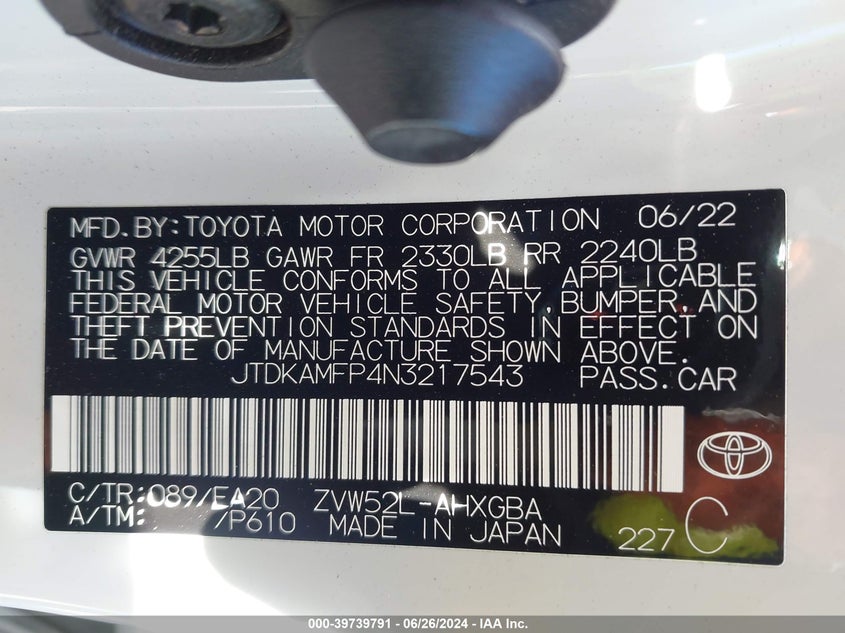 MFD.BY:TOYOTA MOTOR CORPORATION 06/22
GVWR 4255LB GAWR FR 2330LB RR 2240LB
THIS VEHICLE CONFORMS TO ALL APPLICABLE
FEDERAL MOTOR VEHICLE SAFETY,BUMPER,AND
THEFT PREVENTION STANDARDS IN EFFECT ON
THE DATE OF MANUFACTURE SHOWN ABOVE.
JTDKAMFP4N3217543 PASS.CAR
C/TR:089/EA20 ZVW52L-AHXGBA
A/TM: /P610 MADE IN JAPAN 227 C
000-39739791 - 06/26/2024 - IAA Inc.